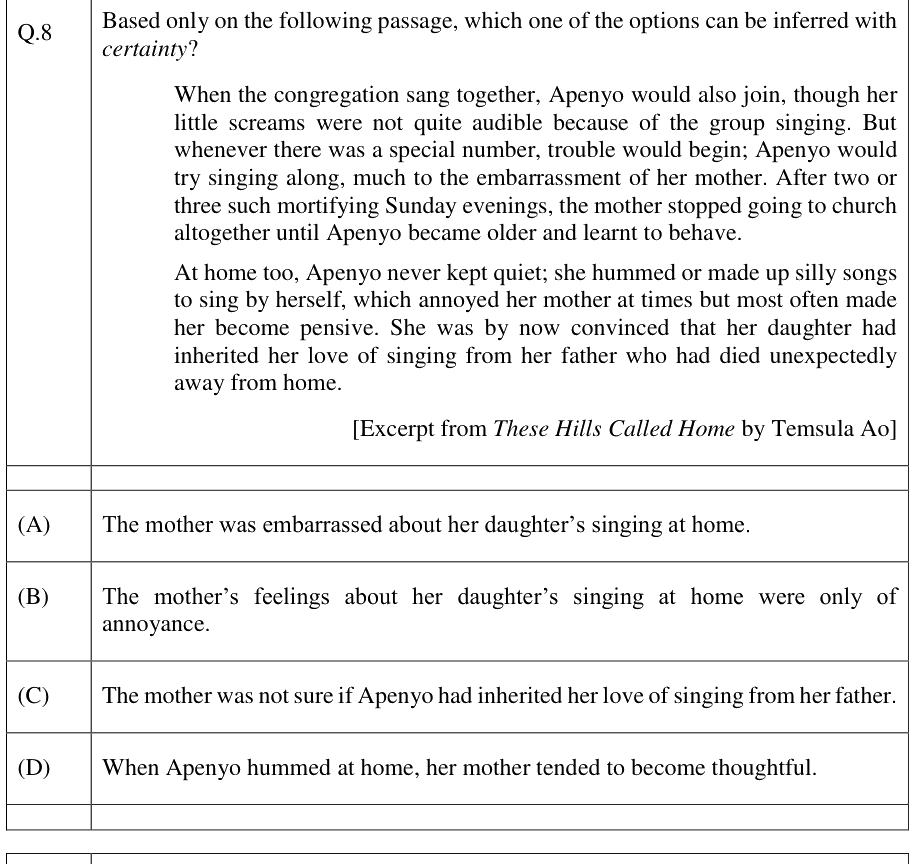 Q.8
Based only on the following passage, which one of the options can be inferred with
certainty?
When the congregation sang together, Apenyo would also join, though her
little screams were not quite audible because of the group singing. But
whenever there was a special number, trouble would begin; Apenyo would
try singing along, much to the embarrassment of her mother. After two or
three such mortifying Sunday evenings, the mother stopped going to church
altogether until Apenyo became older and learnt to behave.
At home too, Apenyo never kept quiet; she hummed or made up silly songs
to sing by herself, which annoyed her mother at times but most often made
her become pensive. She was by now convinced that her daughter had
inherited her love of singing from her father who had died unexpectedly
away from home.
[Excerpt from These Hills Called Home by Temsula Ao]
(A) The mother was embarrassed about her daughter’s singing at home.
(B) The mother’s feelings about her daughter’s singing at home were only of
annoyance.
(C) The mother was not sure if Apenyo had inherited her love of singing from her father.
(D) When Apenyo hummed at home, her mother tended to become thoughtful.